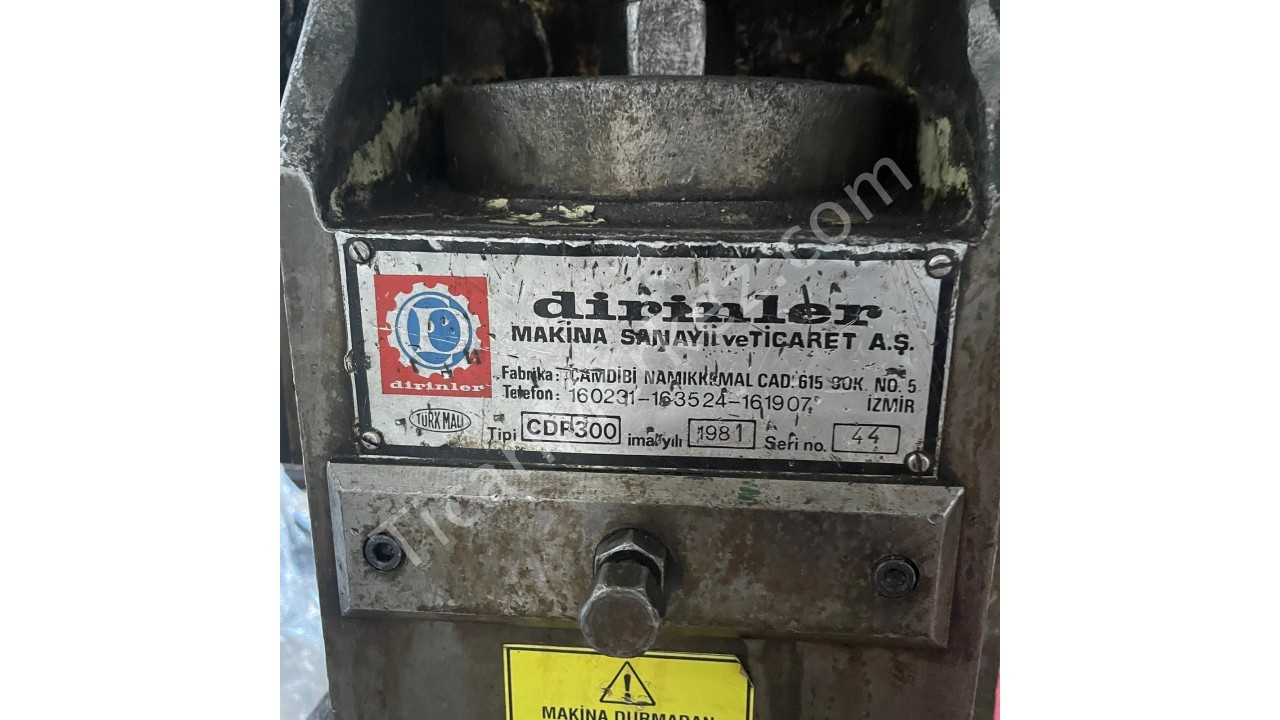 dirinler
MAKİNA SANAYİİ ve TİCARET A.Ş.
dirinler
Fabrika: ÇAMDİBİ NAMIKKEMAL CAD. 615 SOK. NO. 5
Telefon: 160231-163524-161907 İZMİR
TÜRK MALI
Tipi CDP300 imal yılı 1981 Seri no. 44
MAKİNA DURMADAN